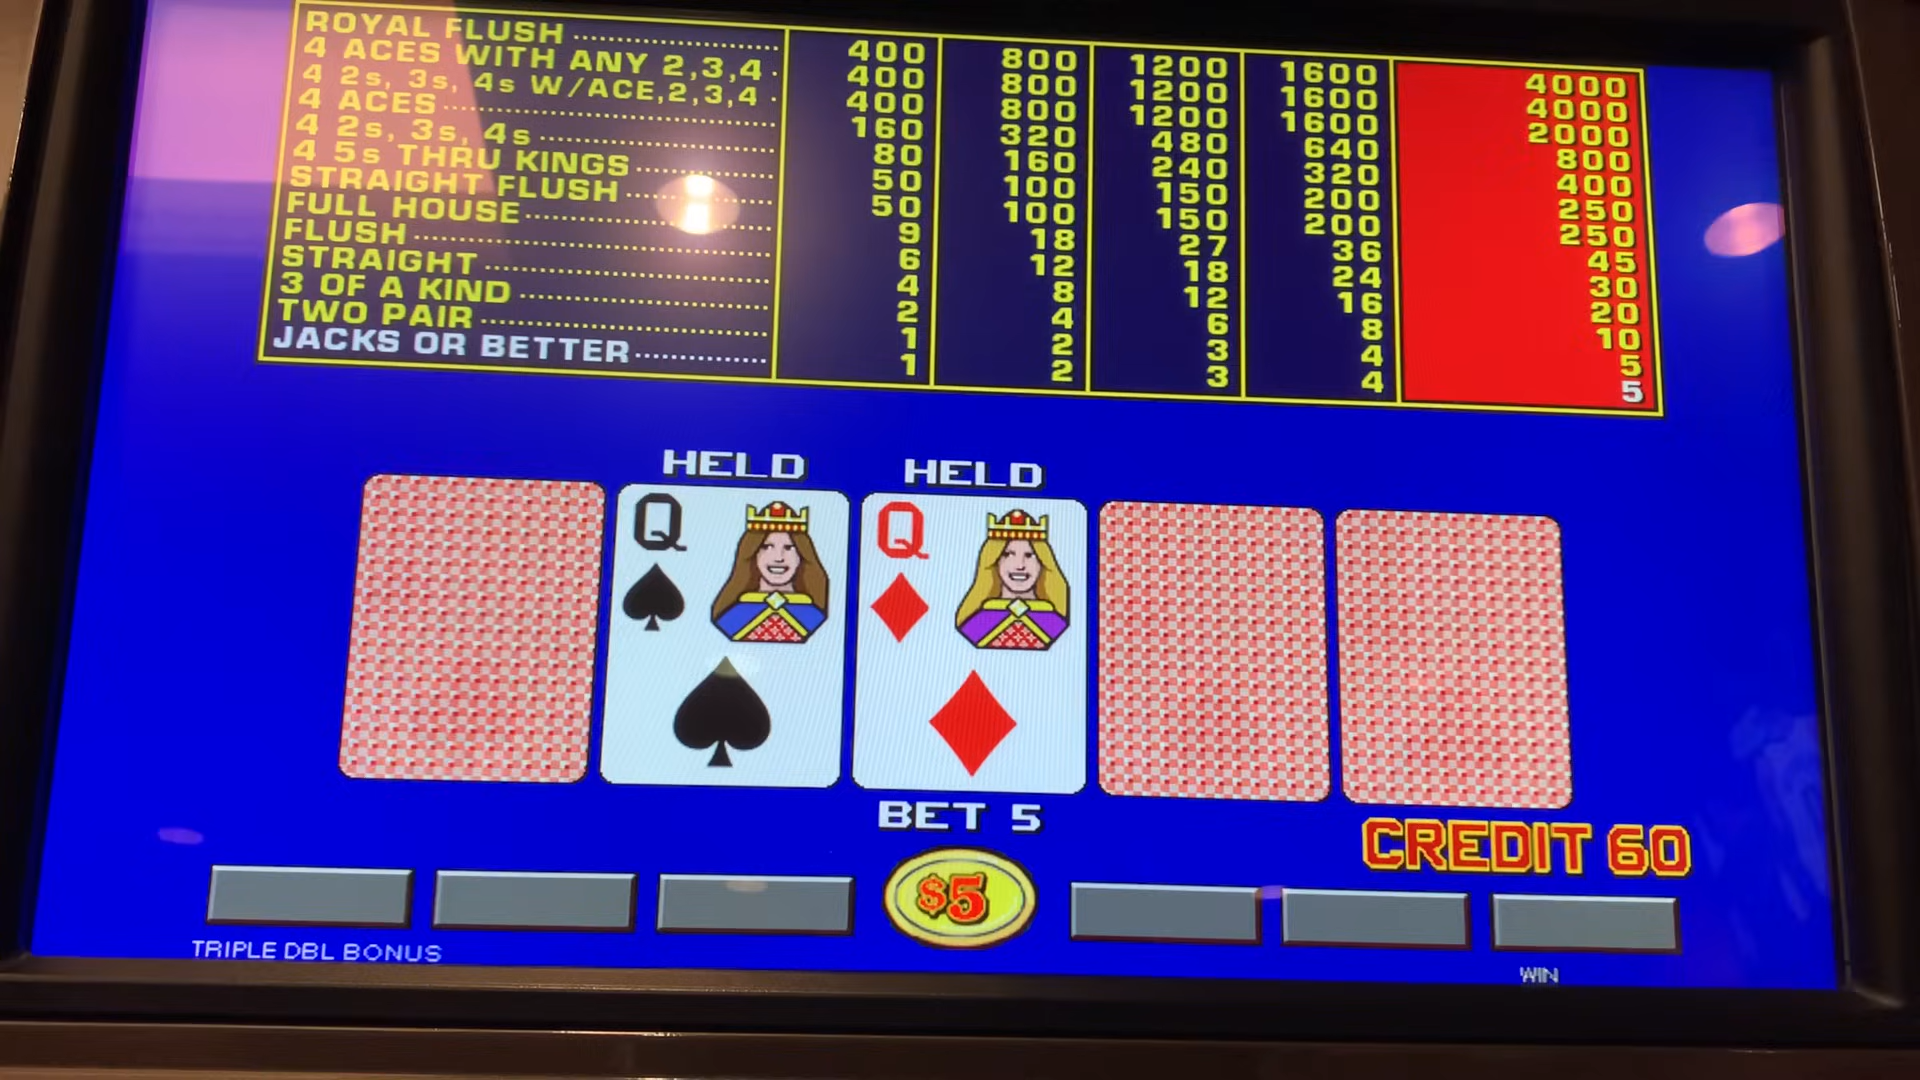 ROYAL FLUSH 400 800 1200 1600 4000
4 ACES WITH ANY 2,3,4 400 800 1200 1600 4000
4 2s, 3s, 4s W/ACE,2,3,4 400 800 1200 1600 2000
4 ACES 160 320 480 640 800
4 2s, 3s, 4s 80 160 240 320 400
4 5s THRU KINGS 50 100 150 200 250
STRAIGHT FLUSH 50 100 150 200 250
FULL HOUSE 9 18 27 36 45
FLUSH 6 12 18 24 30
STRAIGHT 4 8 12 16 20
3 OF A KIND 2 4 6 8 10
TWO PAIR 1 2 3 4 5
JACKS OR BETTER 1 2 3 4 5
HELD HELD
Q Q
BET 5
CREDIT 60
$5
TRIPLE DBL BONUS
WIN